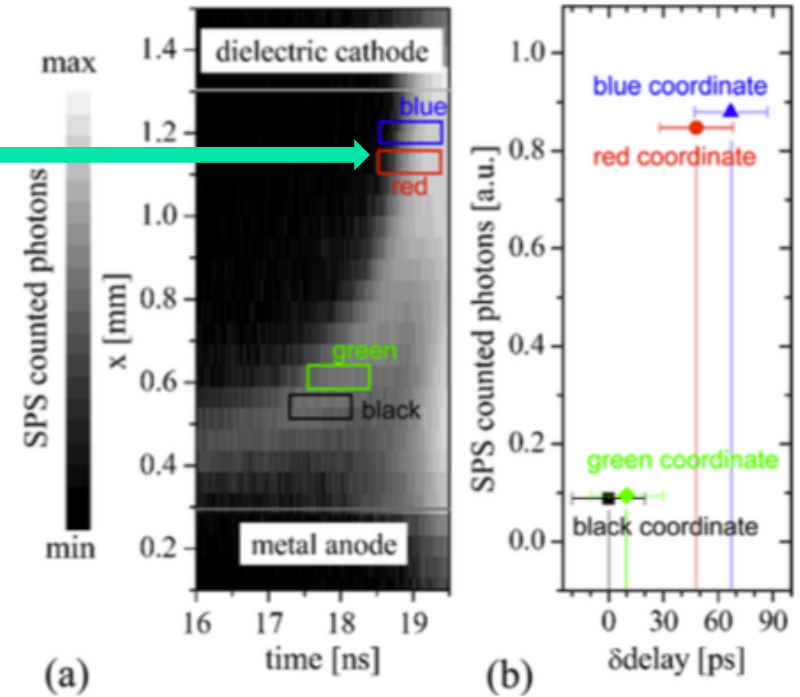 max
SPS counted photons
min
x [mm]
1.4
1.2
1.0
0.8
0.6
0.4
0.2
dielectric cathode
blue
red
green
black
metal anode
16 17 18 19
time [ns]
(a)
SPS counted photons [a.u.]
1.0
0.8
0.6
0.4
0.2
0.0
blue coordinate
red coordinate
green coordinate
black coordinate
0 30 60 90
δdelay [ps]
(b)